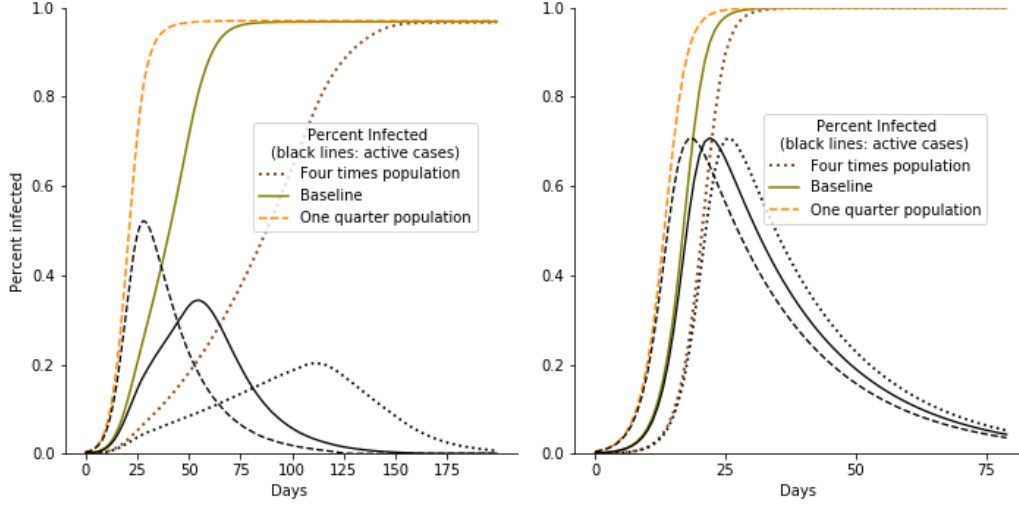 1.0
0.8
0.6
0.4
0.2
0.0
Percent infected
0 25 50 75 100 125 150 175
Days
Percent Infected
(black lines: active cases)
Four times population
Baseline
One quarter population
1.0
0.8
0.6
0.4
0.2
0.0
0 25 50 75
Days
Percent Infected
(black lines: active cases)
Four times population
Baseline
One quarter population